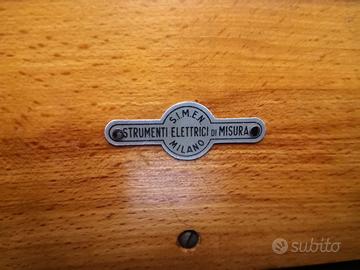 S.I.M.E.N.
STRUMENTI ELETTRICI DI MISURA
MILANO
subito